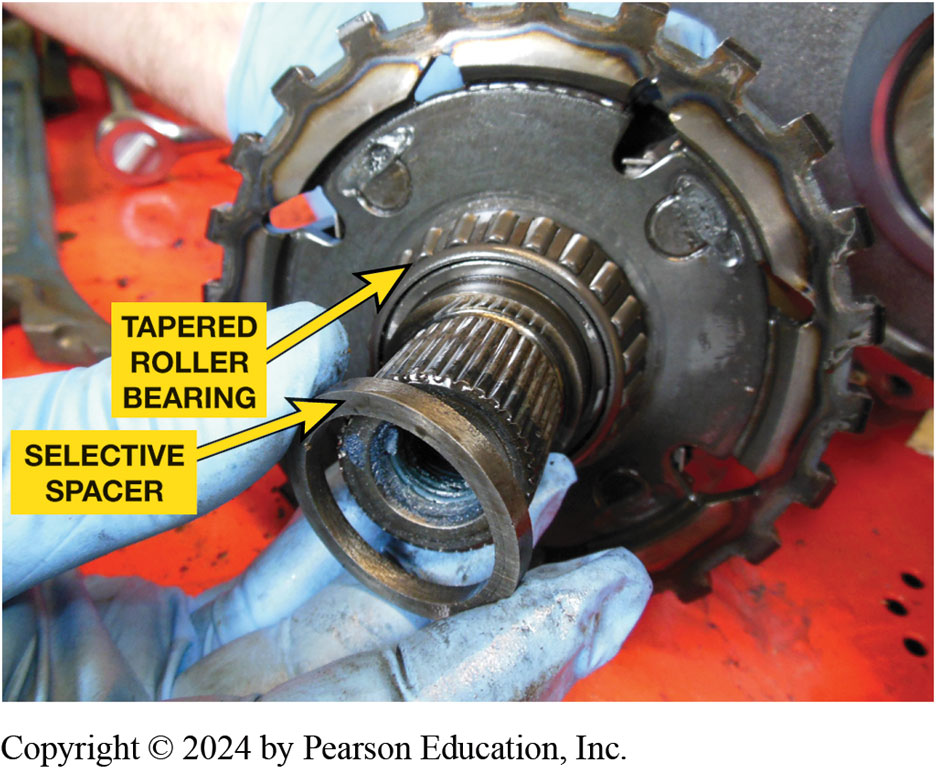 TAPERED
ROLLER
BEARING
SELECTIVE
SPACER
Copyright © 2024 by Pearson Education, Inc.